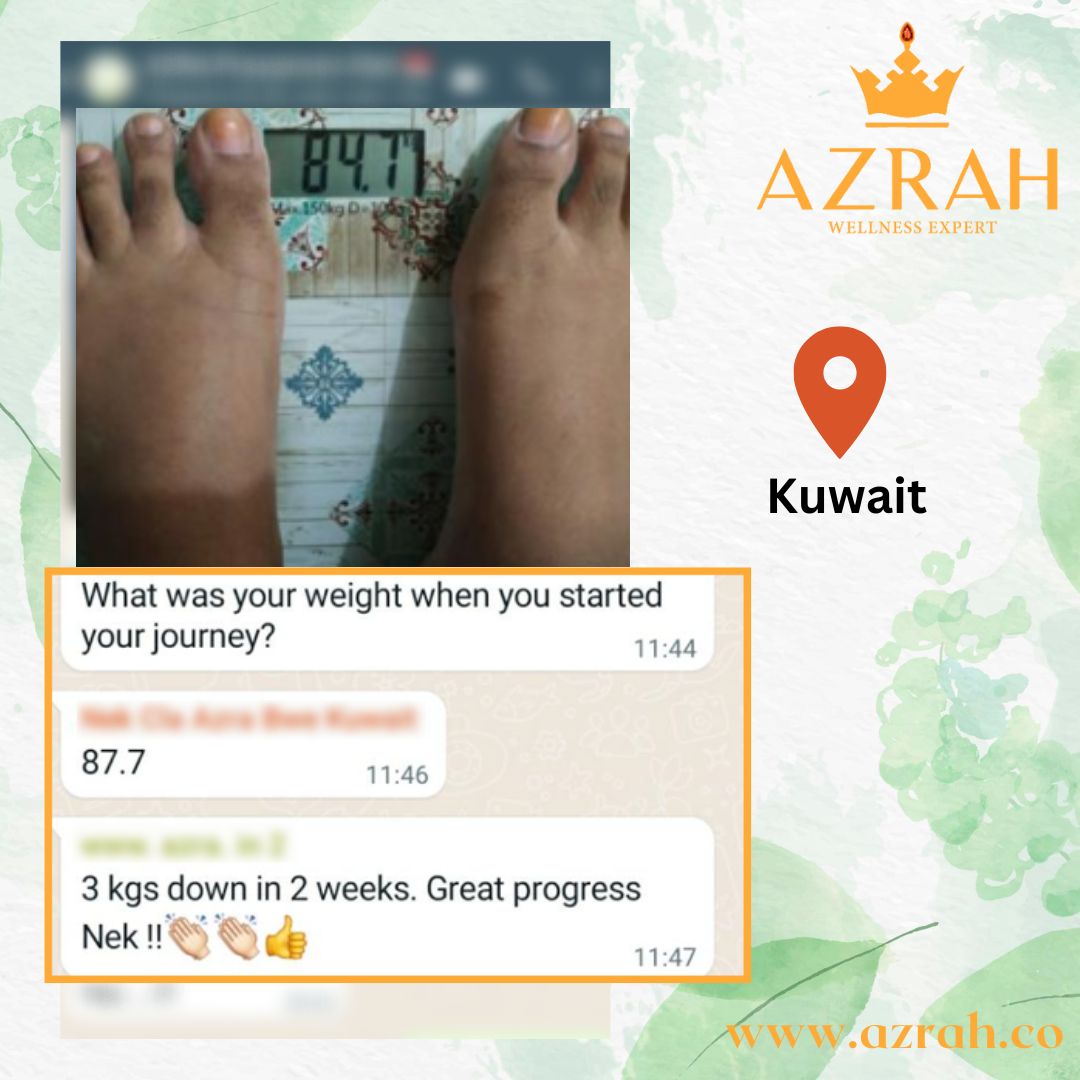 AZRAH
WELLNESS EXPERT
84.7
Max 150kg D=100g
Kuwait
What was your weight when you started
your journey?
11:44
87.7
11:46
3 kgs down in 2 weeks. Great progress
Nek !!👏🏻👏🏻👍
11:47
www.azrah.co